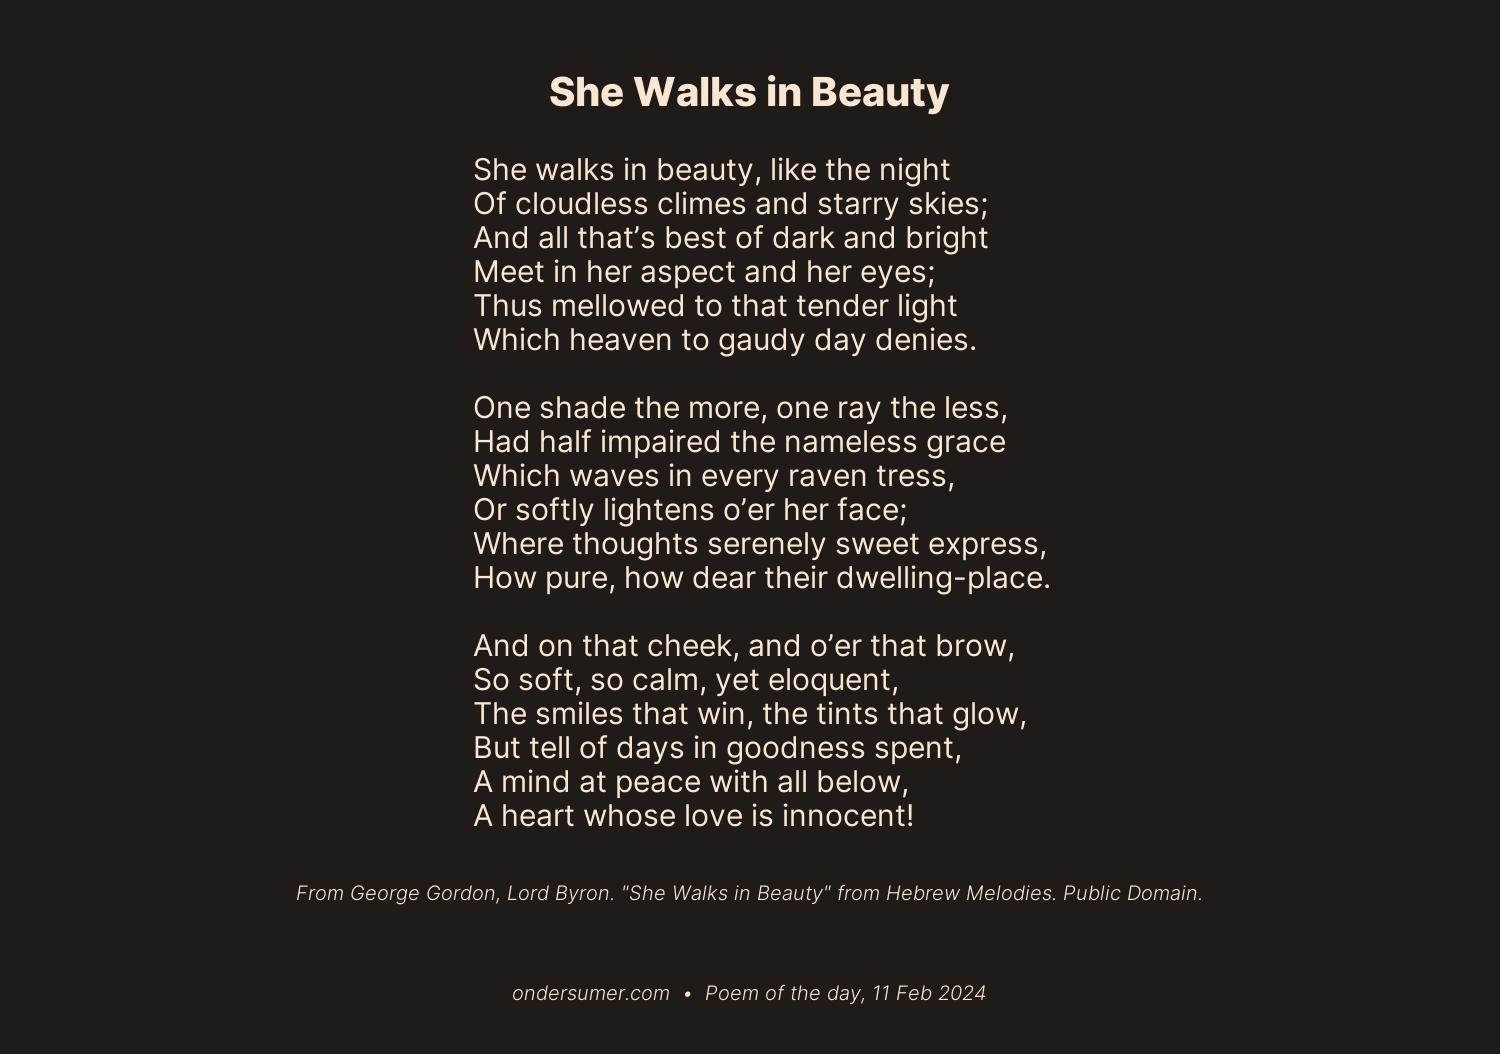 She Walks in Beauty
She walks in beauty, like the night
Of cloudless climes and starry skies;
And all that’s best of dark and bright
Meet in her aspect and her eyes;
Thus mellowed to that tender light
Which heaven to gaudy day denies.
One shade the more, one ray the less,
Had half impaired the nameless grace
Which waves in every raven tress,
Or softly lightens o’er her face;
Where thoughts serenely sweet express,
How pure, how dear their dwelling-place.
And on that cheek, and o’er that brow,
So soft, so calm, yet eloquent,
The smiles that win, the tints that glow,
But tell of days in goodness spent,
A mind at peace with all below,
A heart whose love is innocent!
From George Gordon, Lord Byron. "She Walks in Beauty" from Hebrew Melodies. Public Domain.
ondersumer.com • Poem of the day, 11 Feb 2024